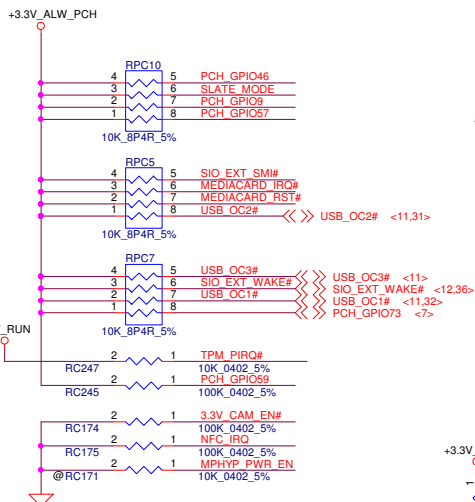 +3.3V_ALW_PCH
RPC10
4 5 PCH_GPIO46
3 6 SLATE_MODE
2 7 PCH_GPIO9
1 8 PCH_GPIO57
10K_8P4R_5%
RPC5
4 5 SIO_EXT_SMI#
3 6 MEDIACARD_IRQ#
2 7 MEDIACARD_RST#
1 8 USB_OC2# USB_OC2# <11,31>
10K_8P4R_5%
RPC7
4 5 USB_OC3# USB_OC3# <11>
3 6 SIO_EXT_WAKE# SIO_EXT_WAKE# <12,36>
2 7 USB_OC1# USB_OC1# <11,32>
1 8 PCH_GPIO73 <7>
10K_8P4R_5%
_RUN
2 1 TPM_PIRQ#
RC247 10K_0402_5%
2 1 PCH_GPIO59
RC245 100K_0402_5%
2 1 3.3V_CAM_EN#
RC174 100K_0402_5%
2 1 NFC_IRQ
RC175 100K_0402_5%
2 1 MPHYP_PWR_EN
@RC171 10K_0402_5%
+3.3V_
1